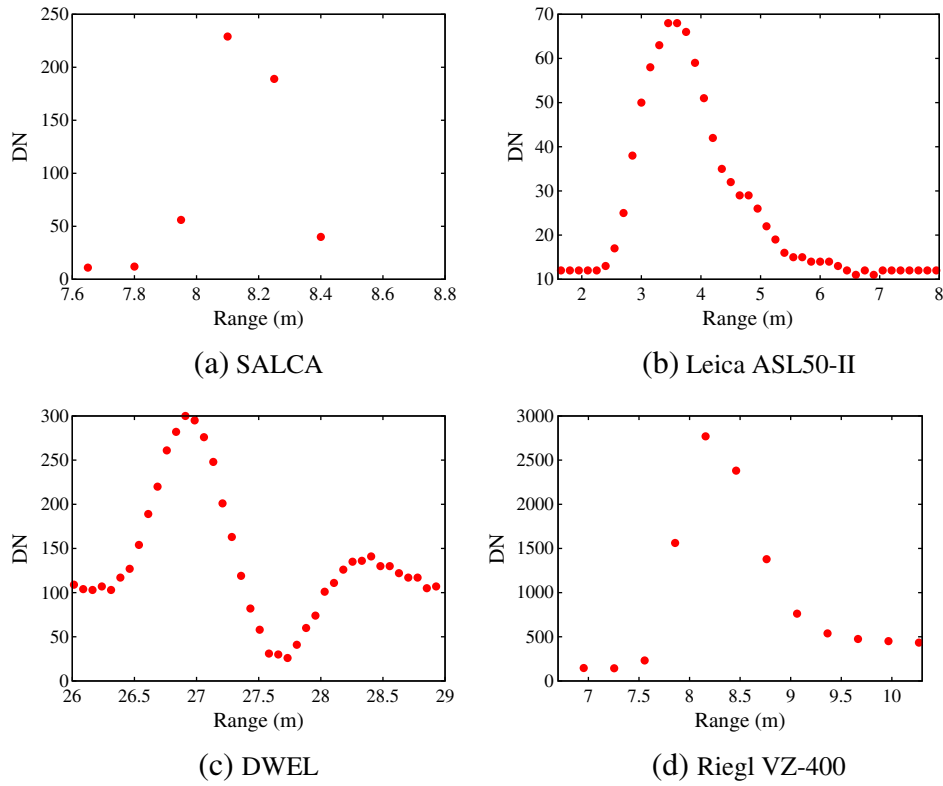 250
200
150
100
50
0
DN
7.6 7.8 8 8.2 8.4 8.6 8.8
Range (m)
(a) SALCA
70
60
50
40
30
20
10
DN
2 3 4 5 6 7 8
Range (m)
(b) Leica ASL50-II
300
250
200
150
100
50
0
DN
26 26.5 27 27.5 28 28.5 29
Range (m)
(c) DWEL
3000
2500
2000
1500
1000
500
0
DN
7 7.5 8 8.5 9 9.5 10
Range (m)
(d) Riegl VZ-400